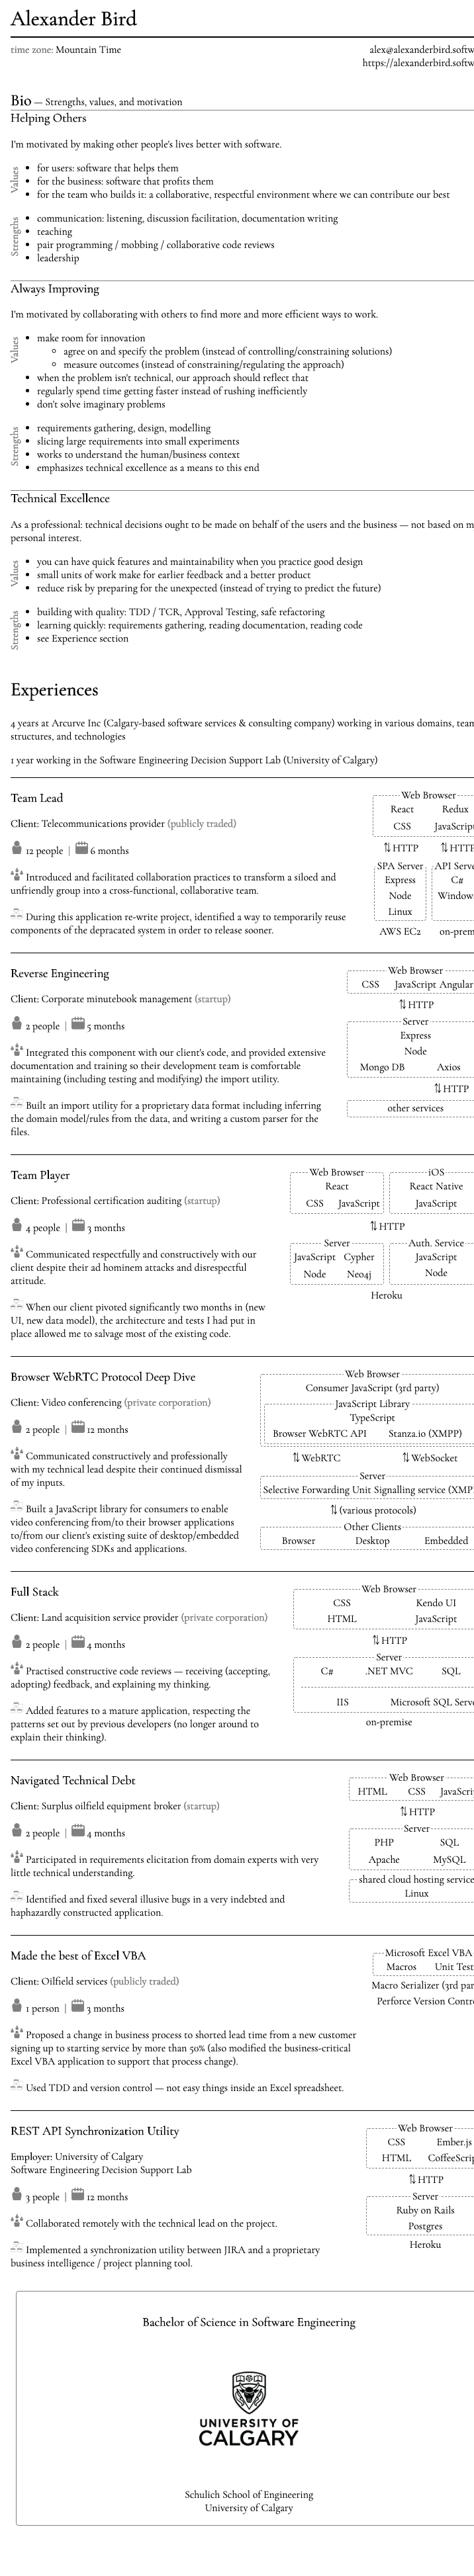 Alexander Bird
time zone: Mountain Time
alex@alexanderbird.softw
https://alexanderbird.softw
Bio — Strengths, values, and motivation
Helping Others
I'm motivated by making other people's lives better with software.
Values
for users: software that helps them
for the business: software that profits them
for the team who builds it: a collaborative, respectful environment where we can contribute our best
Strengths
communication: listening, discussion facilitation, documentation writing
teaching
pair programming / mobbing / collaborative code reviews
leadership
Always Improving
I'm motivated by collaborating with others to find more and more efficient ways to work.
Values
make room for innovation
agree on and specify the problem (instead of controlling/constraining solutions)
measure outcomes (instead of constraining/regulating the approach)
when the problem isn't technical, our approach should reflect that
regularly spend time getting faster instead of rushing inefficiently
don't solve imaginary problems
Strengths
requirements gathering, design, modelling
slicing large requirements into small experiments
works to understand the human/business context
emphasizes technical excellence as a means to this end
Technical Excellence
As a professional: technical decisions ought to be made on behalf of the users and the business — not based on m
personal interest.
Values
you can have quick features and maintainability when you practice good design
small units of work make for earlier feedback and a better product
reduce risk by preparing for the unexpected (instead of trying to predict the future)
Strengths
building with quality: TDD / TCR, Approval Testing, safe refactoring
learn quickly: requirements gathering, reading documentation, reading code
see Experience section
Experiences
4 years at Arcurve Inc (Calgary-based software services & consulting company) working in various domains, team
structures, and technologies
1 year working in the Software Engineering Decision Support Lab (University of Calgary)
Team Lead
Client: Telecommunications provider (publicly traded)
12 people | 6 months
Introduced and facilitated collaboration practices to transform a siloed and
unfriendly group into a cross-functional, collaborative team.
During this application re-write project, identified a way to temporarily reuse
components of the depracated system in order to release sooner.
Web Browser
React Redux
CSS JavaScript
⇅ HTTP ⇅ HTTP
SPA Server API Serve
Express C#
Node Window
Linux
AWS EC2 on-prem
Reverse Engineering
Client: Corporate minutebook management (startup)
2 people | 5 months
Integrated this component with our client's code, and provided extensive
documentation and training so their development team is comfortable
maintaining (including testing and modifying) the import utility.
Built an import utility for a proprietary data format including inferring
the domain model/rules from the data, and writing a custom parser for the
files.
Web Browser
CSS JavaScript Angular
⇅ HTTP
Server
Express
Node
Mongo DB Axios
⇅ HTTP
other services
Team Player
Client: Professional certification auditing (startup)
4 people | 3 months
Communicated respectfully and constructively with our
client despite their ad hominem attacks and disrespectful
attitude.
When our client pivoted significantly two months in (new
UI, new data model), the architecture and tests I had put in
place allowed me to salvage most of the existing code.
Web Browser iOS
React React Native
CSS JavaScript JavaScript
⇅ HTTP
Server Auth. Service
JavaScript Cypher JavaScript
Node Neo4j Node
Heroku
Browser WebRTC Protocol Deep Dive
Client: Video conferencing (private corporation)
2 people | 12 months
Communicated constructively and professionally
with my technical lead despite their continued dismissal
of my inputs.
Built a JavaScript library for consumers to enable
video conferencing from/to their browser applications
to/from our client's existing suite of desktop/embedded
video conferencing SDKs and applications.
Web Browser
Consumer JavaScript (3rd party)
JavaScript Library
TypeScript
Browser WebRTC API Stanza.io (XMPP)
⇅ WebRTC ⇅ WebSocket
Server
Selective Forwarding Unit Signalling service (XMP
⇅ (various protocols)
Other Clients
Browser Desktop Embedded
Full Stack
Client: Land acquisition service provider (private corporation)
2 people | 4 months
Practised constructive code reviews — receiving (accepting,
adopting) feedback, and explaining my thinking.
Added features to a mature application, respecting the
patterns set out by previous developers (no longer around to
explain their thinking).
Web Browser
CSS Kendo UI
HTML JavaScript
⇅ HTTP
Server
C# .NET MVC SQL
IIS Microsoft SQL Serve
on-premise
Navigated Technical Debt
Client: Surplus oilfield equipment broker (startup)
2 people | 4 months
Participated in requirements elicitation from domain experts with very
little technical understanding.
Identified and fixed several illusive bugs in a very indebted and
haphazardly constructed application.
Web Browser
HTML CSS JavaScri
⇅ HTTP
Server
PHP SQL
Apache MySQL
shared cloud hosting service
Linux
Made the best of Excel VBA
Client: Oilfield services (publicly traded)
1 person | 3 months
Proposed a change in business process to shorted lead time from a new customer
signing up to starting service by more than 50% (also modified the business-critical
Excel VBA application to support that process change).
Used TDD and version control — not easy things inside an Excel spreadsheet.
Microsoft Excel VBA
Macros Unit Test
Macro Serializer (3rd par
Perforce Version Contr
REST API Synchronization Utility
Employer: University of Calgary
Software Engineering Decision Support Lab
3 people | 12 months
Collaborated remotely with the technical lead on the project.
Implemented a synchronization utility between JIRA and a proprietary
business intelligence / project planning tool.
Web Browser
CSS Ember.js
HTML CoffeeScrip
⇅ HTTP
Server
Ruby on Rails
Postgres
Heroku
Bachelor of Science in Software Engineering
UNIVERSITY OF
CALGARY
Schulich School of Engineering
University of Calgary